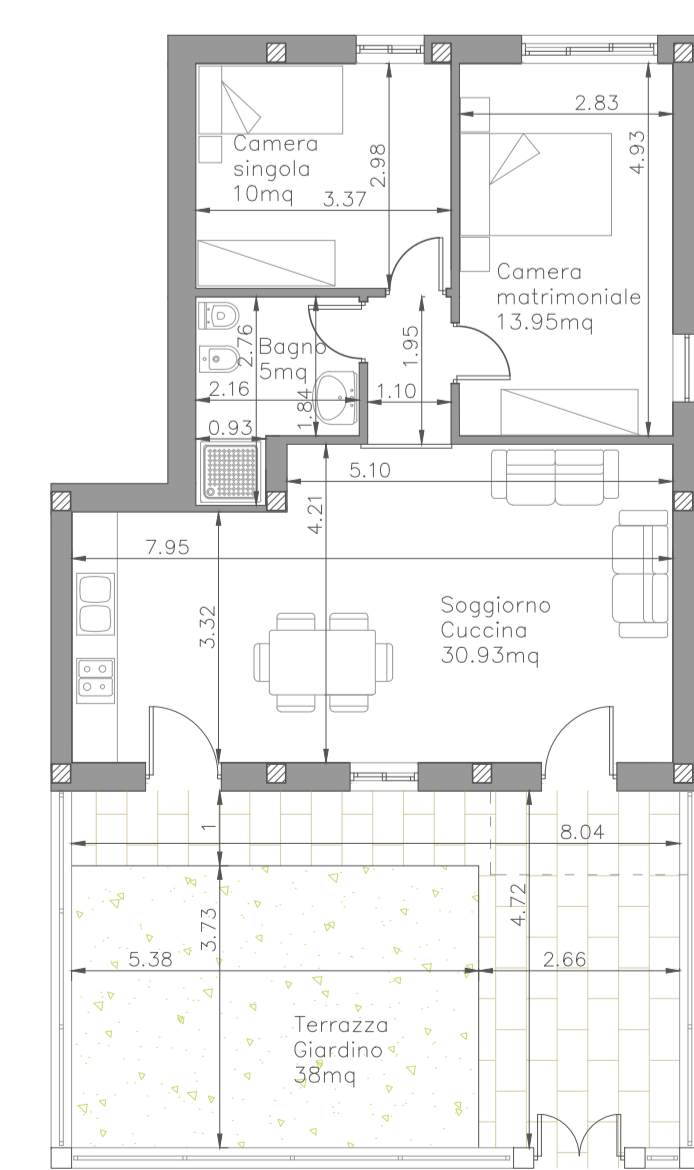 2.83
4.93
Camera
singola
10mq
2.98
3.37
Camera
matrimoniale
13.95mq
2.76
Bagno
5mq
1.95
2.16
1.84
1.10
0.93
5.10
4.21
7.95
3.32
Soggiorno
Cuccina
30.93mq
1
8.04
4.72
3.73
5.38
2.66
Terrazza
Giardino
38mq